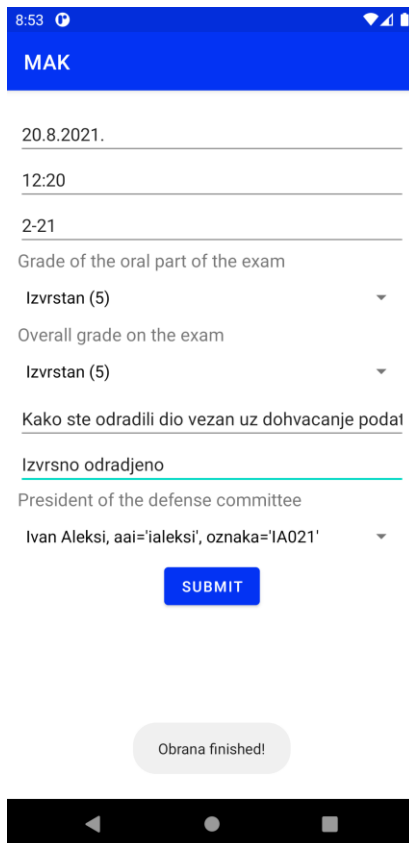 8:53
MAK
20.8.2021.
12:20
2-21
Grade of the oral part of the exam
Izvrstan (5)
Overall grade on the exam
Izvrstan (5)
Kako ste odradili dio vezan uz dohvacanje podat
Izvrsno odradjeno
President of the defense committee
Ivan Aleksi, aai='ialeksi', oznaka='IA021'
SUBMIT
Obrana finished!